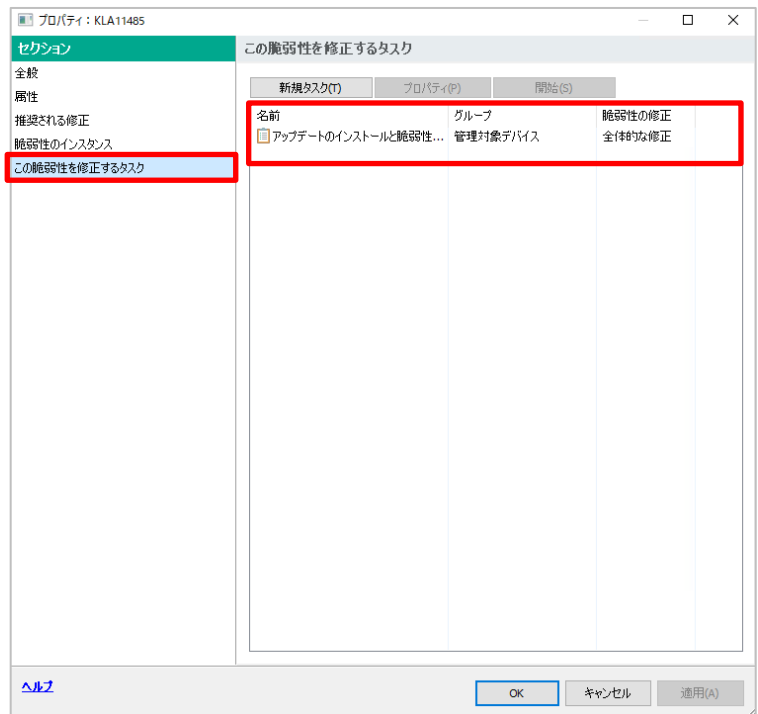 プロパティ：KLA11485
セクション
全般
属性
推奨される修正
脆弱性のインスタンス
この脆弱性を修正するタスク
この脆弱性を修正するタスク
新規タスク(T) プロパティ(P) 開始(S)
名前 グループ 脆弱性の修正
アップデートのインストールと脆弱性... 管理対象デバイス 全体的な修正
ヘルプ
OK キャンセル 適用(A)